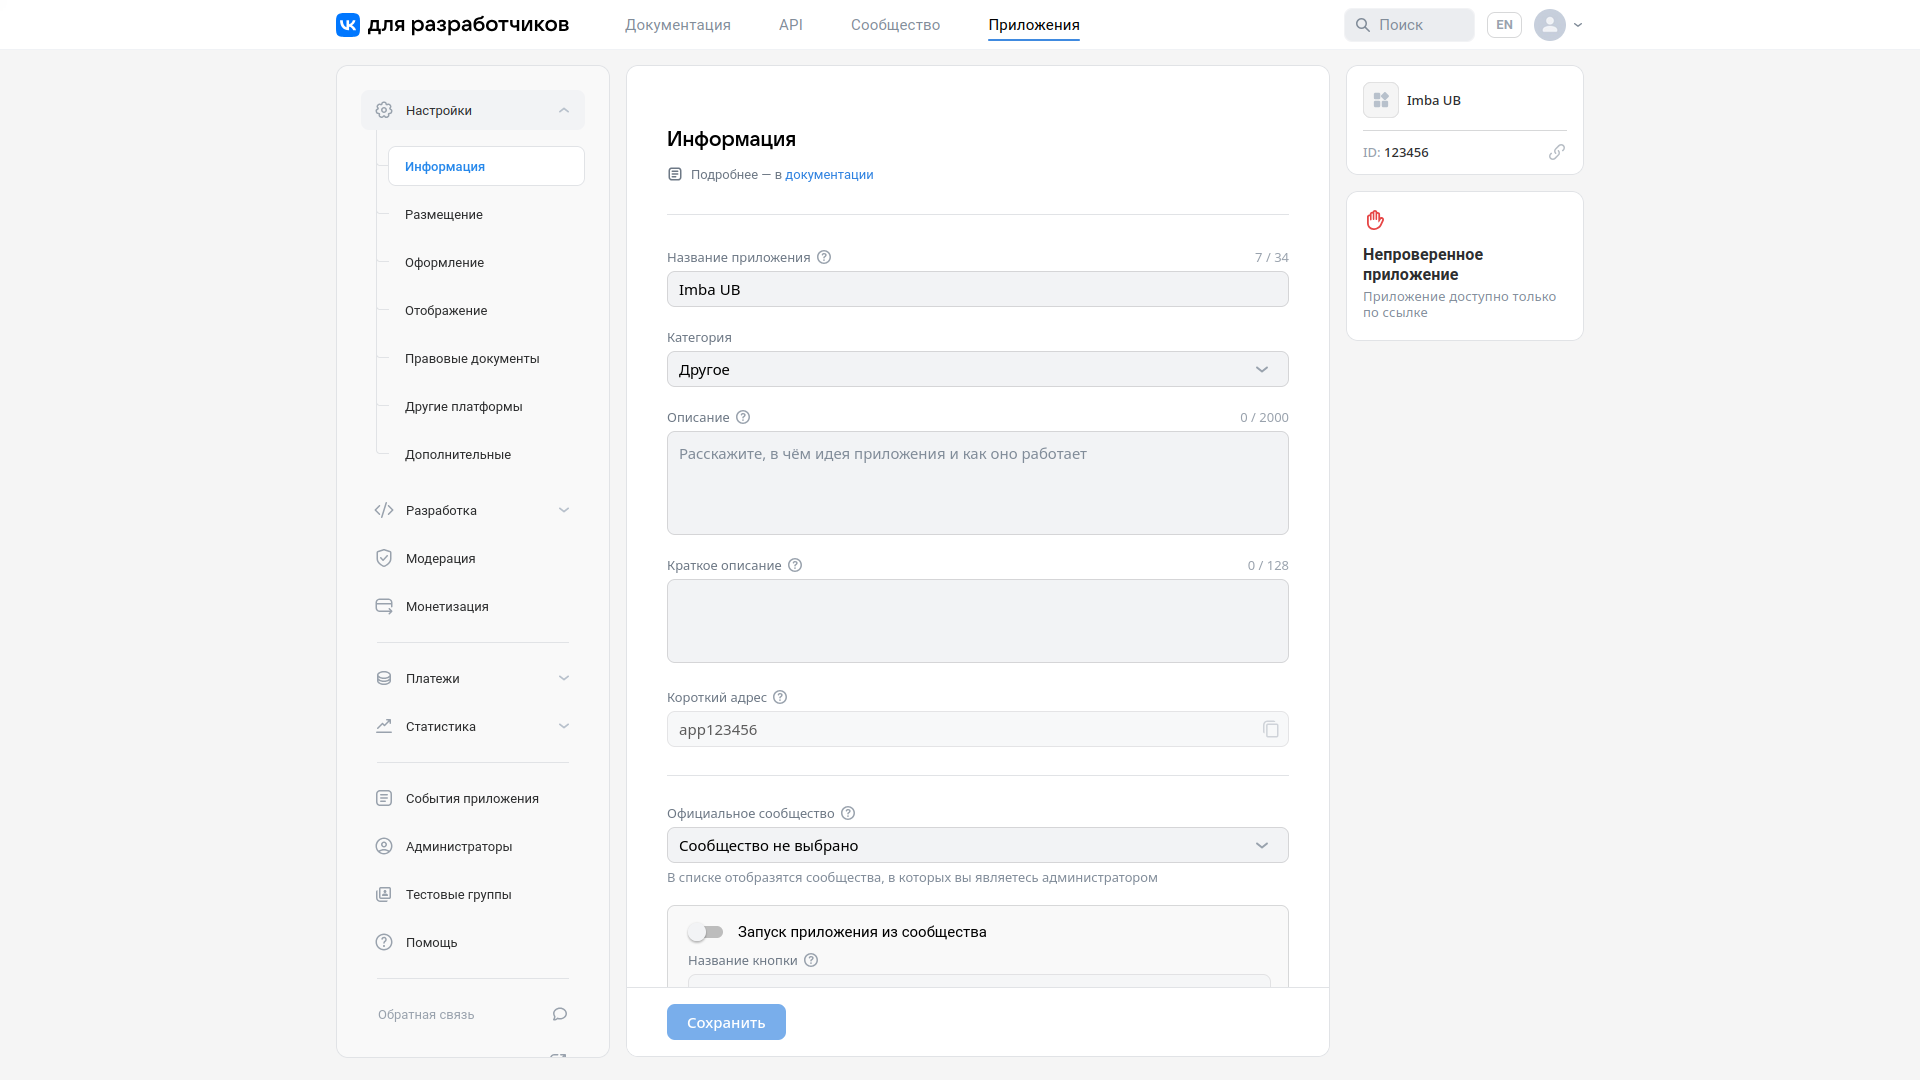 для разработчиков
Документация
API
Сообщество
Приложения
Поиск
EN
Настройки
Информация
Размещение
Оформление
Отображение
Правовые документы
Другие платформы
Дополнительные
Разработка
Модерация
Монетизация
Платежи
Статистика
События приложения
Администраторы
Тестовые группы
Помощь
Обратная связь
Информация
Подробнее — в документации
Название приложения
7 / 34
Imba UB
Категория
Другое
Описание
0 / 2000
Расскажите, в чём идея приложения и как оно работает
Краткое описание
0 / 128
Короткий адрес
app123456
Официальное сообщество
Сообщество не выбрано
В списке отобразятся сообщества, в которых вы являетесь администратором
Запуск приложения из сообщества
Название кнопки
Сохранить
Imba UB
ID: 123456
Непроверенное
приложение
Приложение доступно только
по ссылке